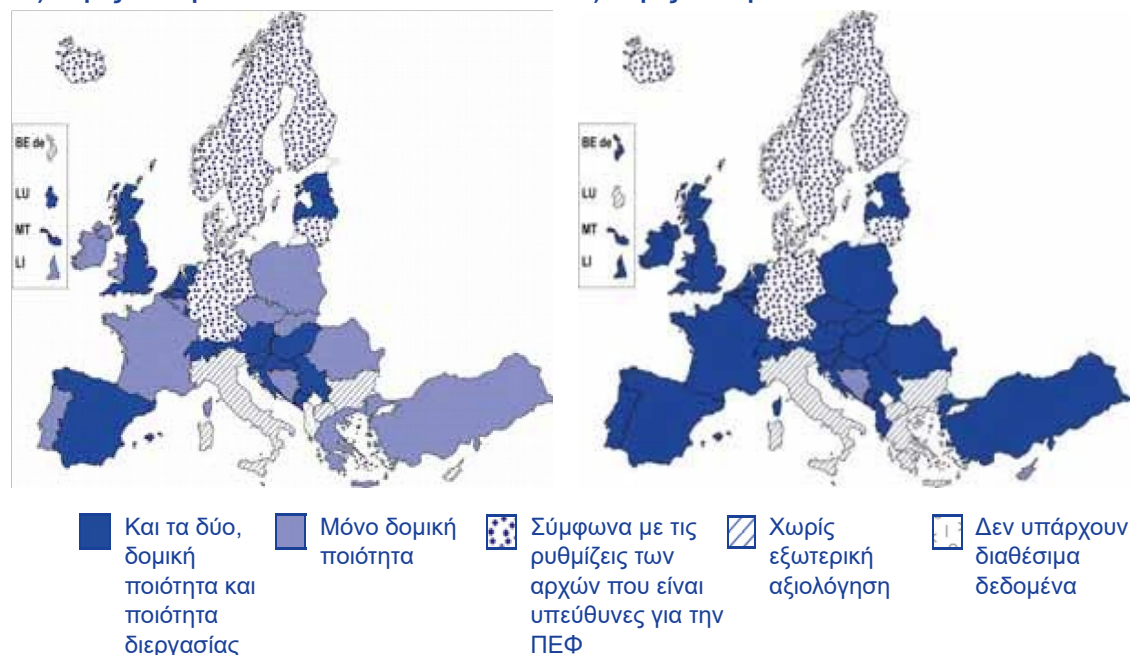 BE de
LU
MT
LI
BE de
LU
MT
LI
Και τα δύο,
δομική
ποιότητα και
ποιότητα
διεργασίας
Μόνο δομική
ποιότητα
Σύμφωνα με τις
ρυθμίσεις των
αρχών που είναι
υπεύθυνες για την
ΠΕΦ
Χωρίς
εξωτερική
αξιολόγηση
Δεν υπάρχουν
διαθέσιμα
δεδομένα